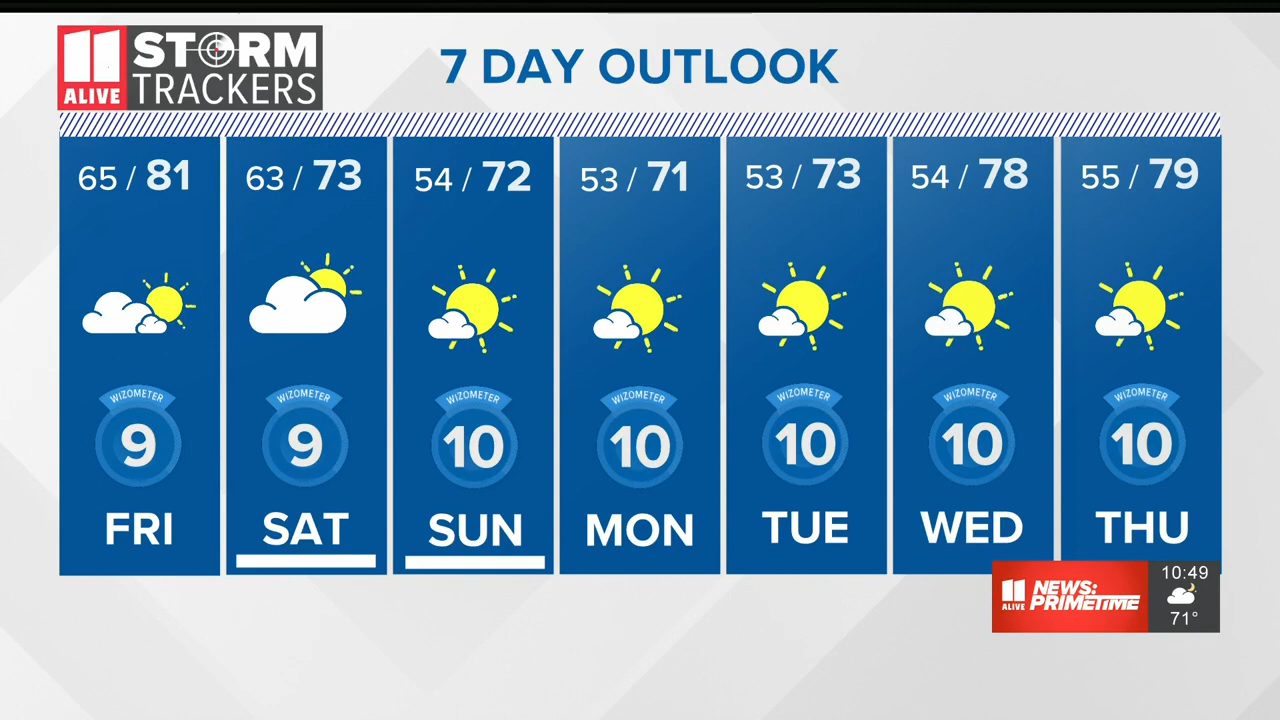 11 ALIVE STORM TRACKERS
7 DAY OUTLOOK
65 / 81
63 / 73
54 / 72
53 / 71
53 / 73
54 / 78
55 / 79
WIZOMETER
WIZOMETER
WIZOMETER
WIZOMETER
WIZOMETER
WIZOMETER
WIZOMETER
9
9
10
10
10
10
10
FRI
SAT
SUN
MON
TUE
WED
THU
11 ALIVE NEWS: PRIMETIME
10:49
71°